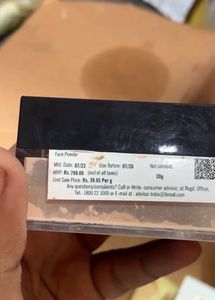 Face Powder
Mfd. Date: 07/23 Use Before: 07/26 Net content:
MRP: Rs. 799.00 (incl of all taxes) 20g
Unit Sale Price: Rs. 39.95 Per g
Any questions/complaints? Call or Write: consumer advisor, at Regd. Office,
Tel.: 1800 22 3000 or E-mail at : advisor.India@loreal.com